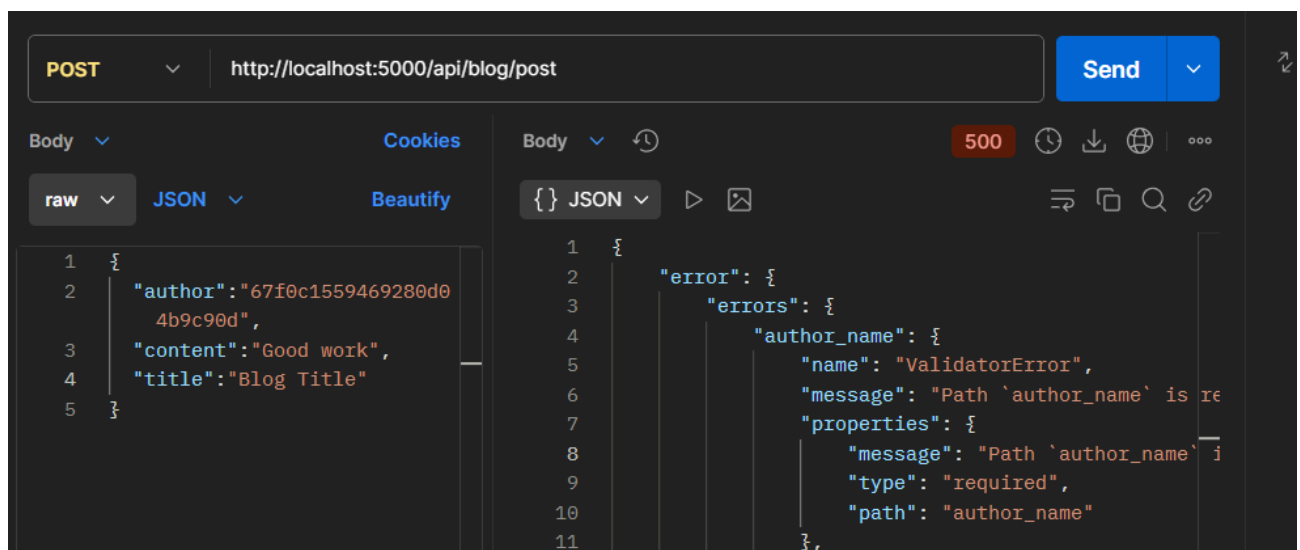 POST http://localhost:5000/api/blog/post Send
Body Cookies
raw JSON Beautify
1 {
2 "author":"67f0c1559469280d0
4b9c90d",
3 "content":"Good work",
4 "title":"Blog Title"
5 }
Body 500
{} JSON
1 {
2 "error": {
3 "errors": {
4 "author_name": {
5 "name": "ValidatorError",
6 "message": "Path `author_name` is re
7 "properties": {
8 "message": "Path `author_name` i
9 "type": "required",
10 "path": "author_name"
11 },